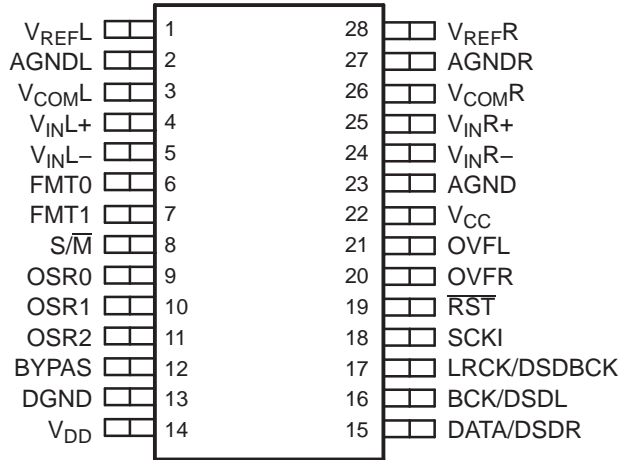 VREFL 1 28 VREFR
AGNDL 2 27 AGNDR
VCOML 3 26 VCOMR
VINL+ 4 25 VINR+
VINL− 5 24 VINR−
FMT0 6 23 AGND
FMT1 7 22 VCC
S/M̅ 8 21 OVFL
OSR0 9 20 OVFR
OSR1 10 19 R̅S̅T̅
OSR2 11 18 SCKI
BYPAS 12 17 LRCK/DSDBCK
DGND 13 16 BCK/DSDL
VDD 14 15 DATA/DSDR